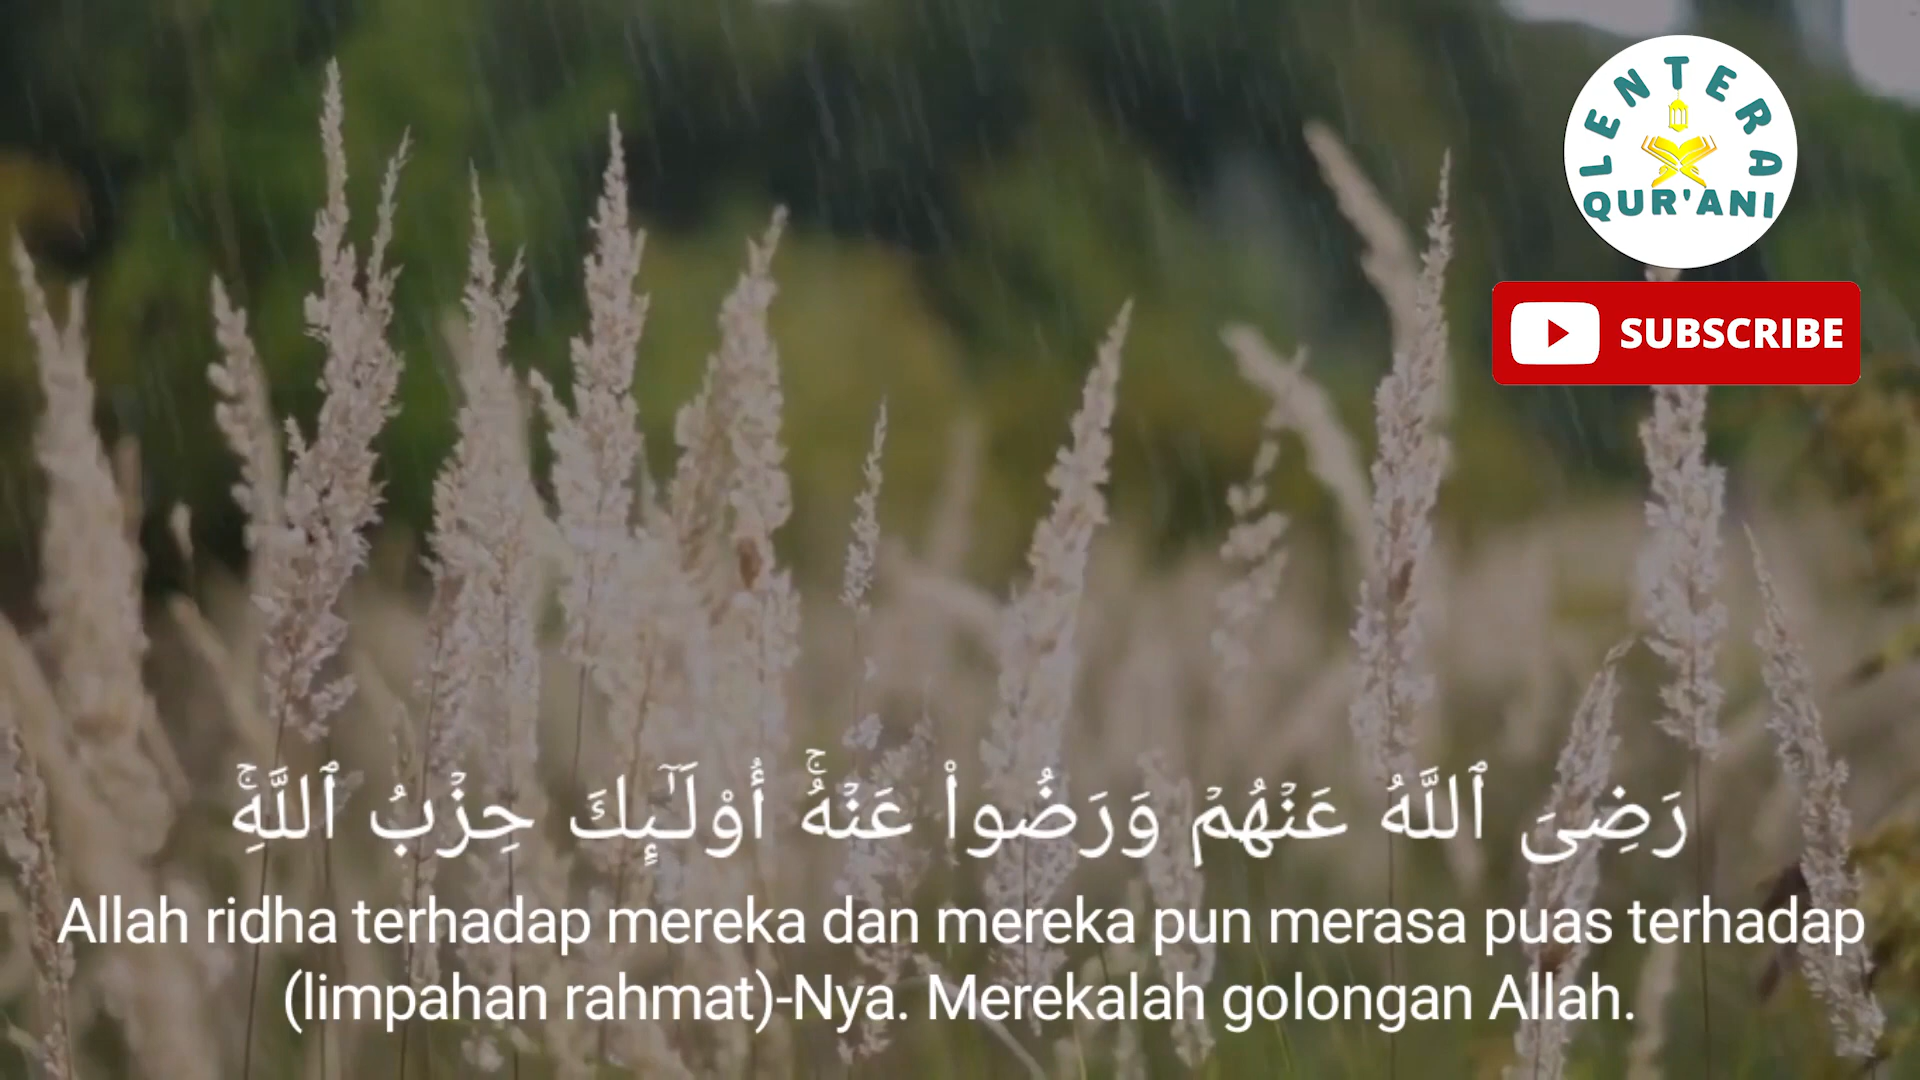 LENTERA
QUR'ANI
SUBSCRIBE
رَضِىَ ٱللَّهُ عَنۡهُمۡ وَرَضُواْ عَنۡهُۚ أُوْلَـٰٓئِكَ حِزۡبُ ٱللَّهِۚ
Allah ridha terhadap mereka dan mereka pun merasa puas terhadap
(limpahan rahmat)-Nya. Merekalah golongan Allah.